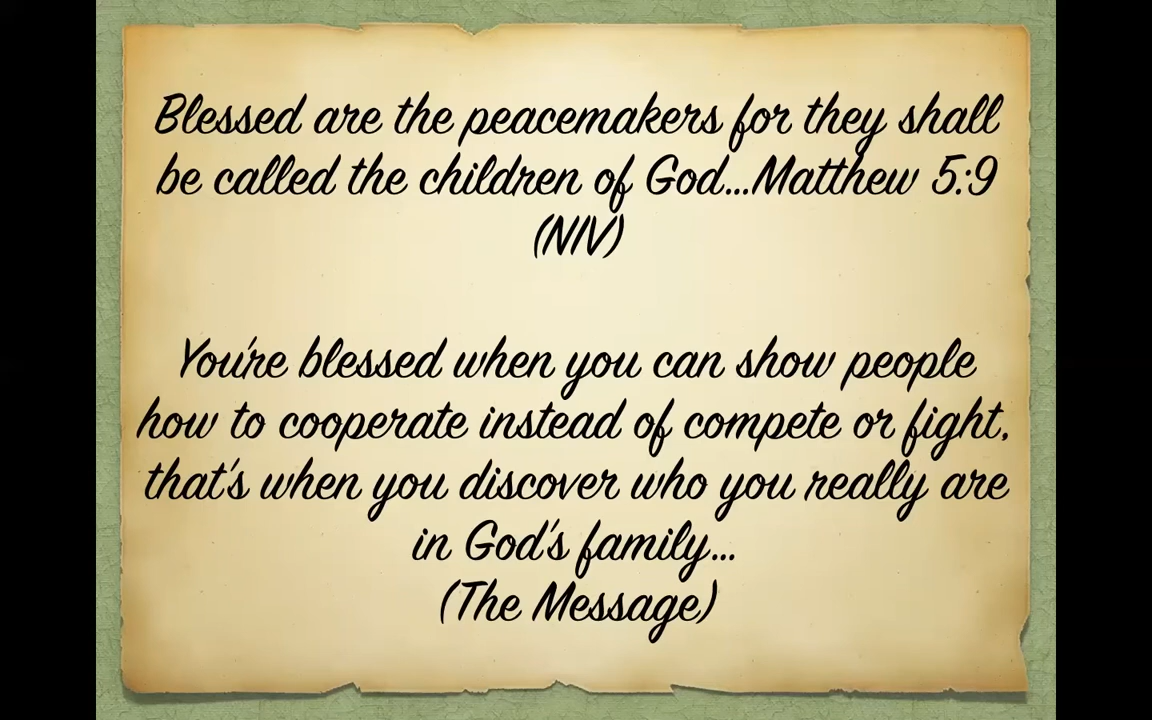 Blessed are the peacemakers for they shall
be called the children of God...Matthew 5:9
(NIV)
You're blessed when you can show people
how to cooperate instead of compete or fight,
that's when you discover who you really are
in God's family...
(The Message)